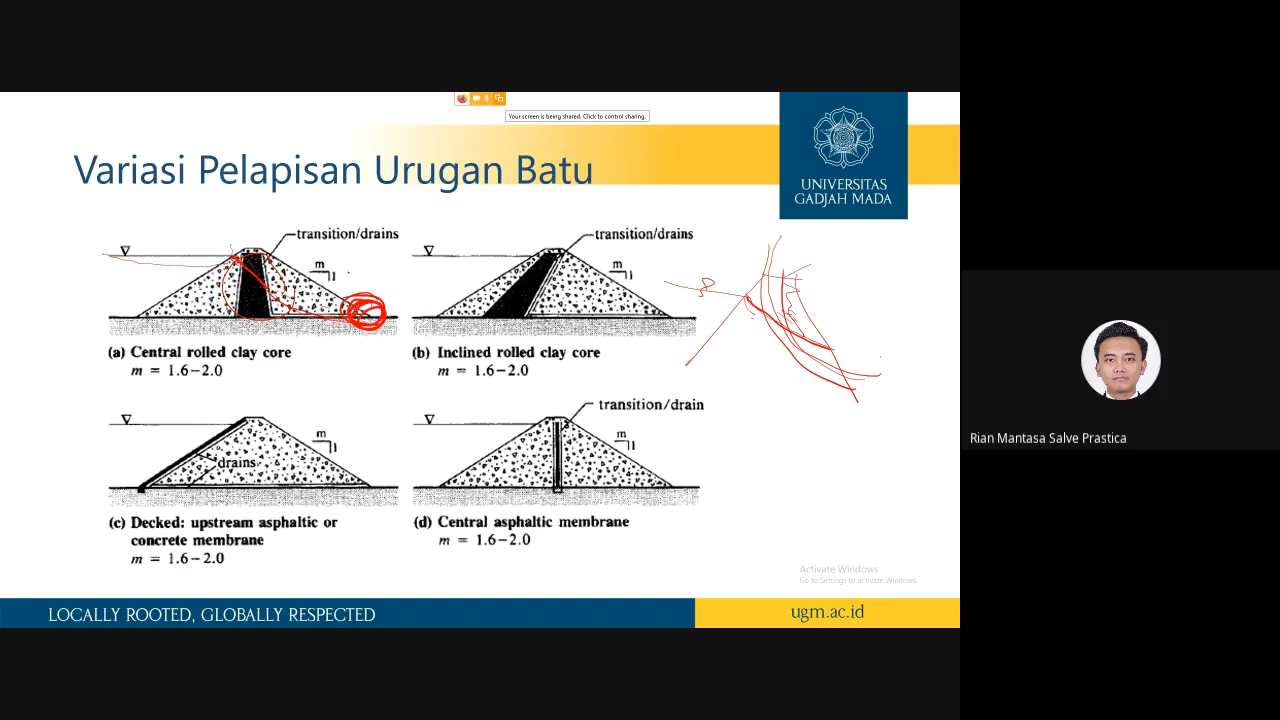 Your screen is being shared. Click to control sharing.
Variasi Pelapisan Urugan Batu
UNIVERSITAS
GADJAH MADA
transition/drains
m
1
(a) Central rolled clay core
m = 1.6–2.0
transition/drains
m
1
(b) Inclined rolled clay core
m = 1.6–2.0
drains
m
1
(c) Decked: upstream asphaltic or
concrete membrane
m = 1.6–2.0
transition/drain
m
1
(d) Central asphaltic membrane
m = 1.6–2.0
Activate Windows
Go to Settings to activate Windows.
LOCALLY ROOTED, GLOBALLY RESPECTED
ugm.ac.id
Rian Mantasa Salve Prastica